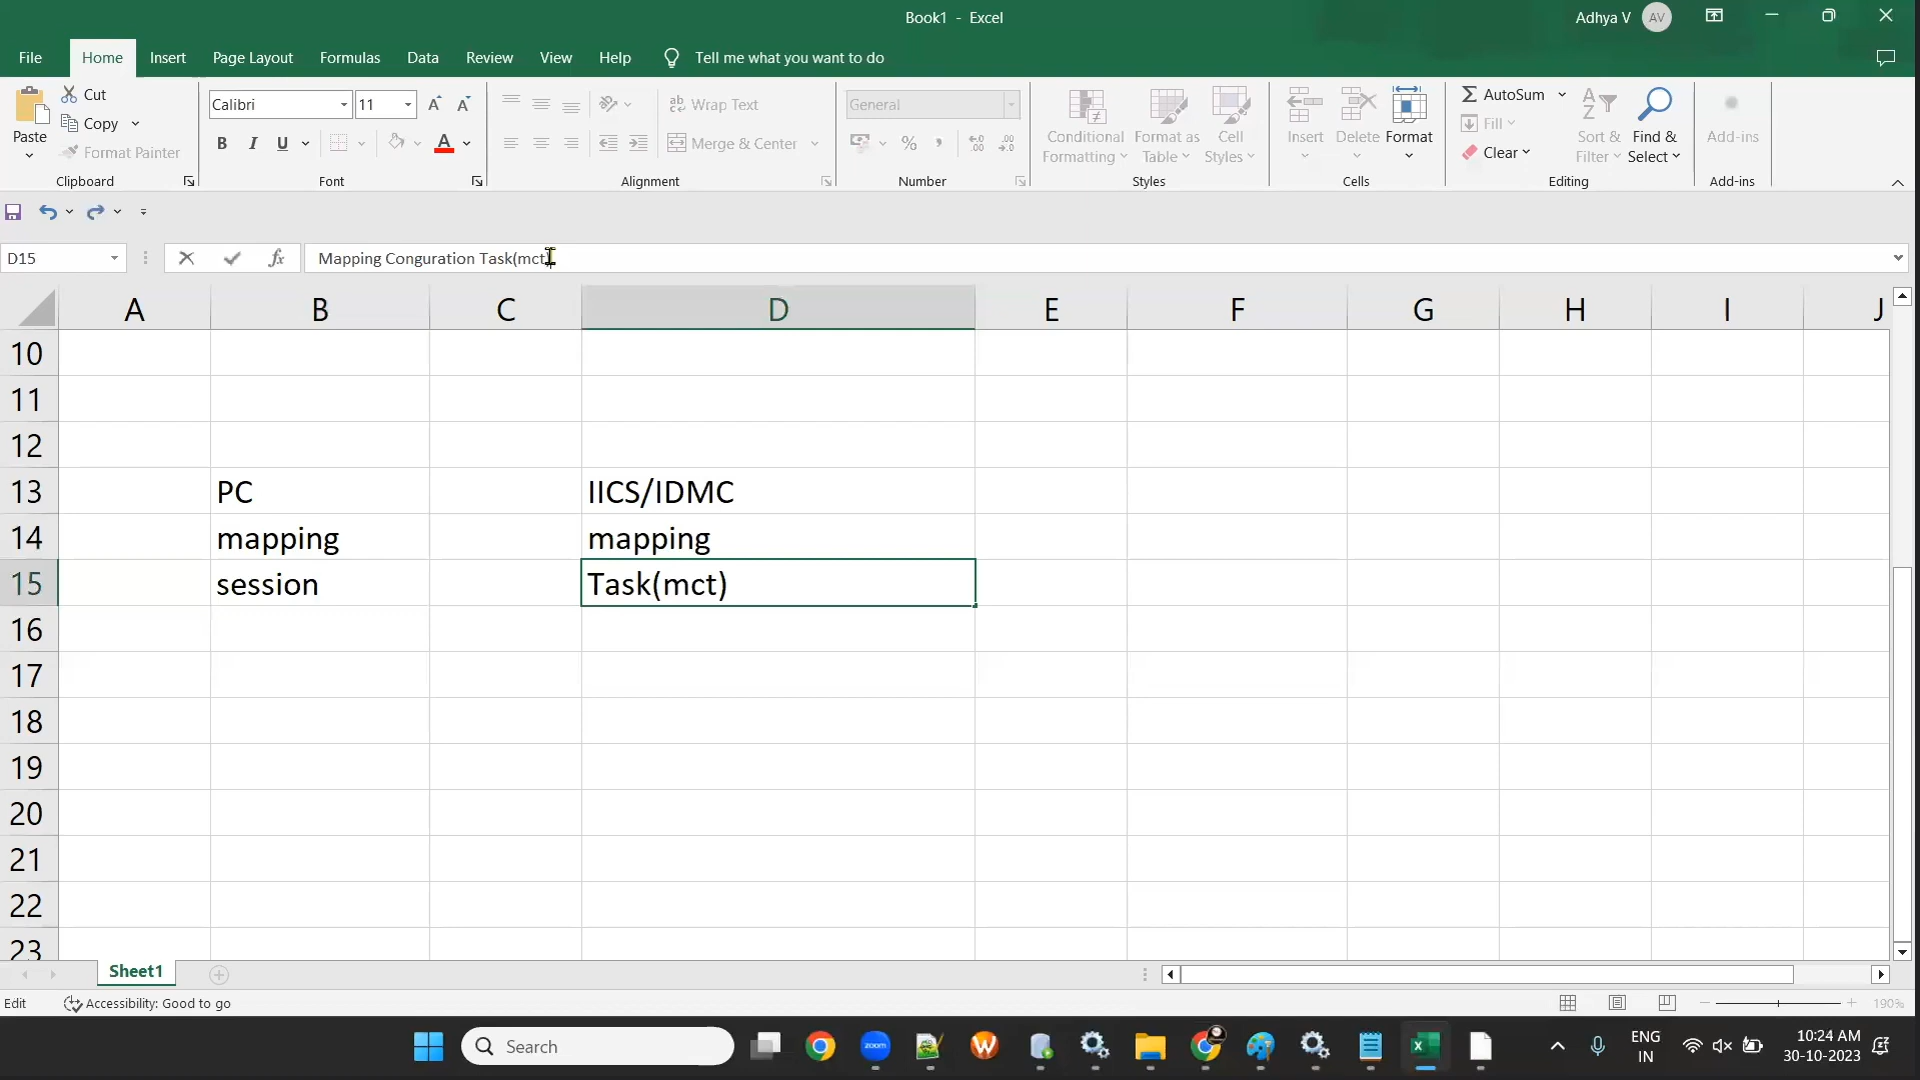 Book1 - Excel
Adhya V
AV
File
Home
Insert
Page Layout
Formulas
Data
Review
View
Help
Tell me what you want to do
Paste
Cut
Copy
Format Painter
Clipboard
Calibri
11
B I U
Font
Wrap Text
Merge & Center
Alignment
General
%
Number
Conditional
Formatting
Format as
Table
Cell
Styles
Styles
Insert
Delete
Format
Cells
AutoSum
Fill
Clear
Sort &
Filter
Find &
Select
Editing
Add-ins
Add-ins
D15
Mapping Conguration Task(mct)
A B C D E F G H I J
10
11
12
13 PC IICS/IDMC
14 mapping mapping
15 session Task(mct)
16
17
18
19
20
21
22
23
Sheet1
Edit
Accessibility: Good to go
190%
Search
zoom
ENG
IN
10:24 AM
30-10-2023